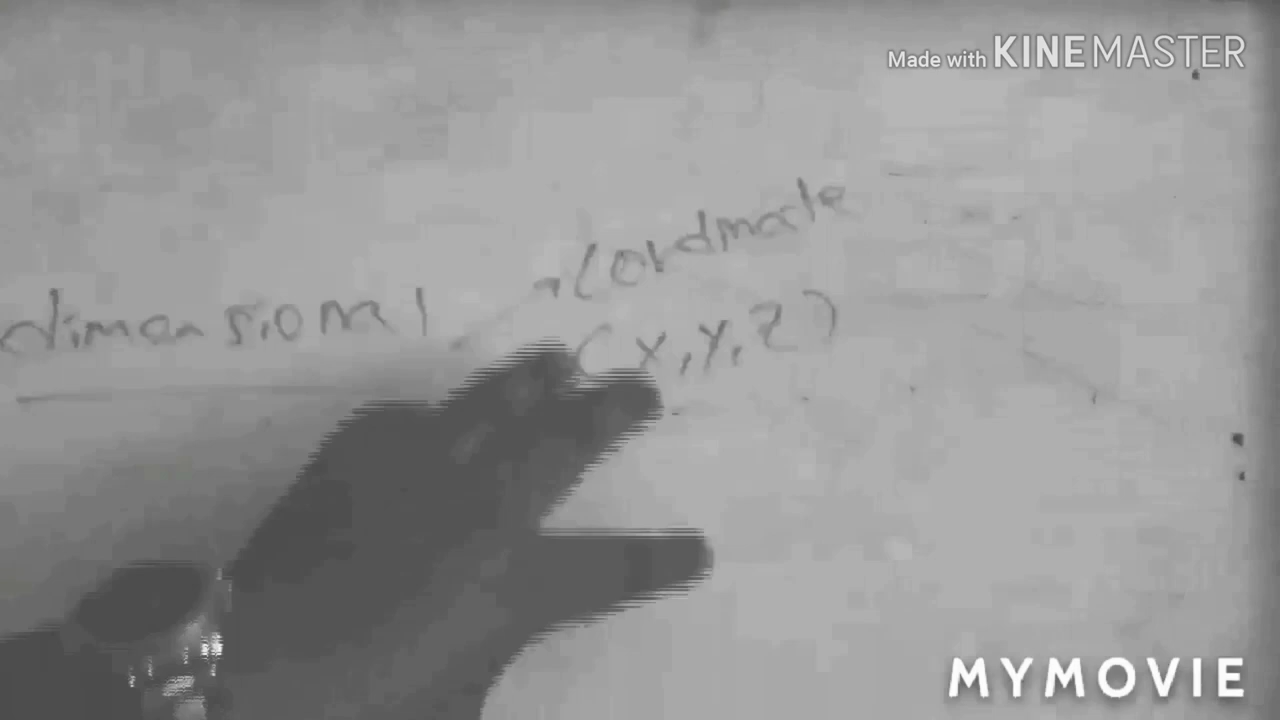 Made with KINEMASTER
Cordinate
dimensional
(x,y,z)
MYMOVIE